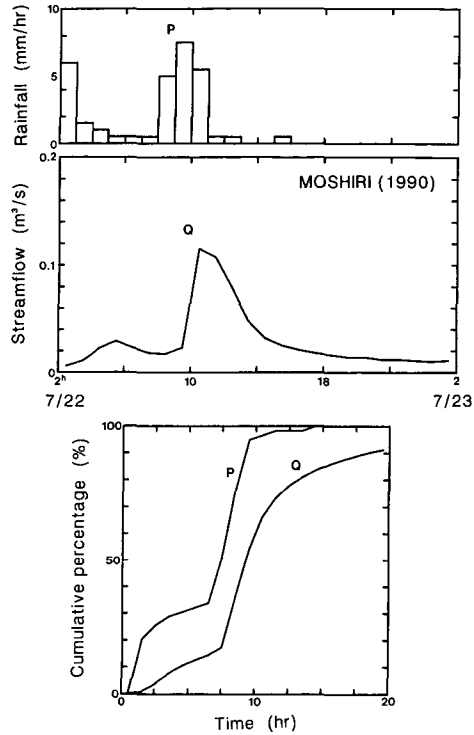 Rainfall (mm/hr)
10
5
0
P
Streamflow (m³/s)
0.2
0.1
0
MOSHIRI (1990)
Q
2ʰ
10
18
2
7/22
7/23
Cumulative percentage (%)
100
50
0
P
Q
0
10
20
Time (hr)